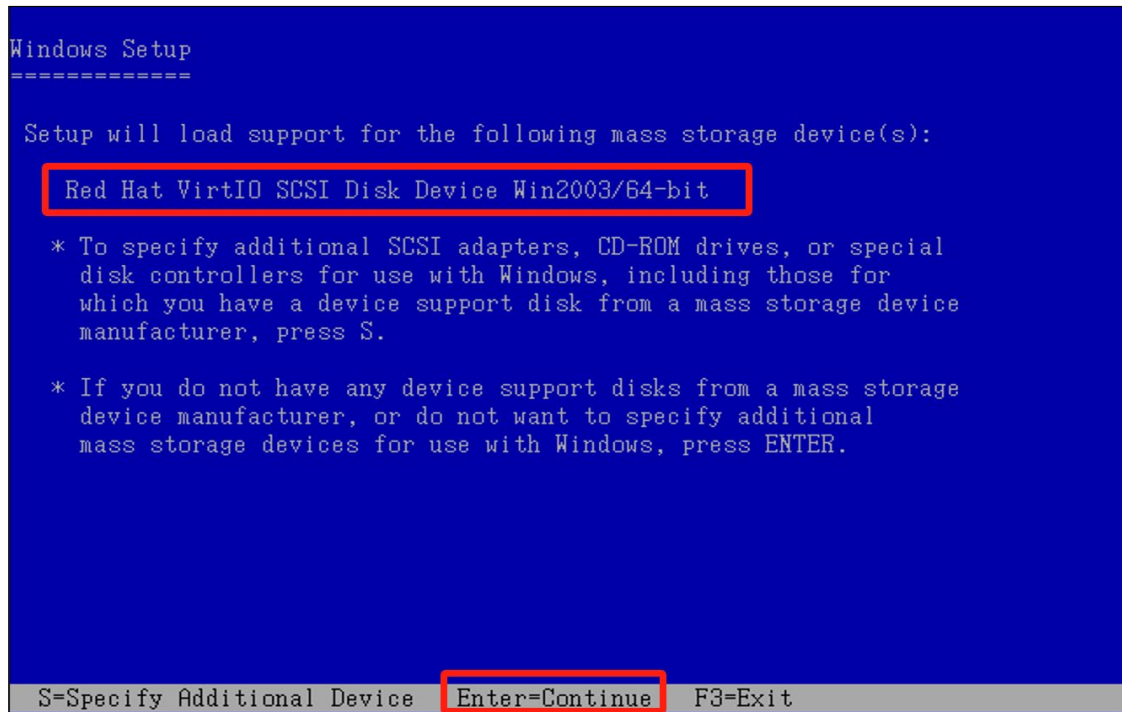 Windows Setup
=============
Setup will load support for the following mass storage device(s):
Red Hat VirtIO SCSI Disk Device Win2003/64-bit
* To specify additional SCSI adapters, CD-ROM drives, or special
disk controllers for use with Windows, including those for
which you have a device support disk from a mass storage device
manufacturer, press S.
* If you do not have any device support disks from a mass storage
device manufacturer, or do not want to specify additional
mass storage devices for use with Windows, press ENTER.
S=Specify Additional Device Enter=Continue F3=Exit